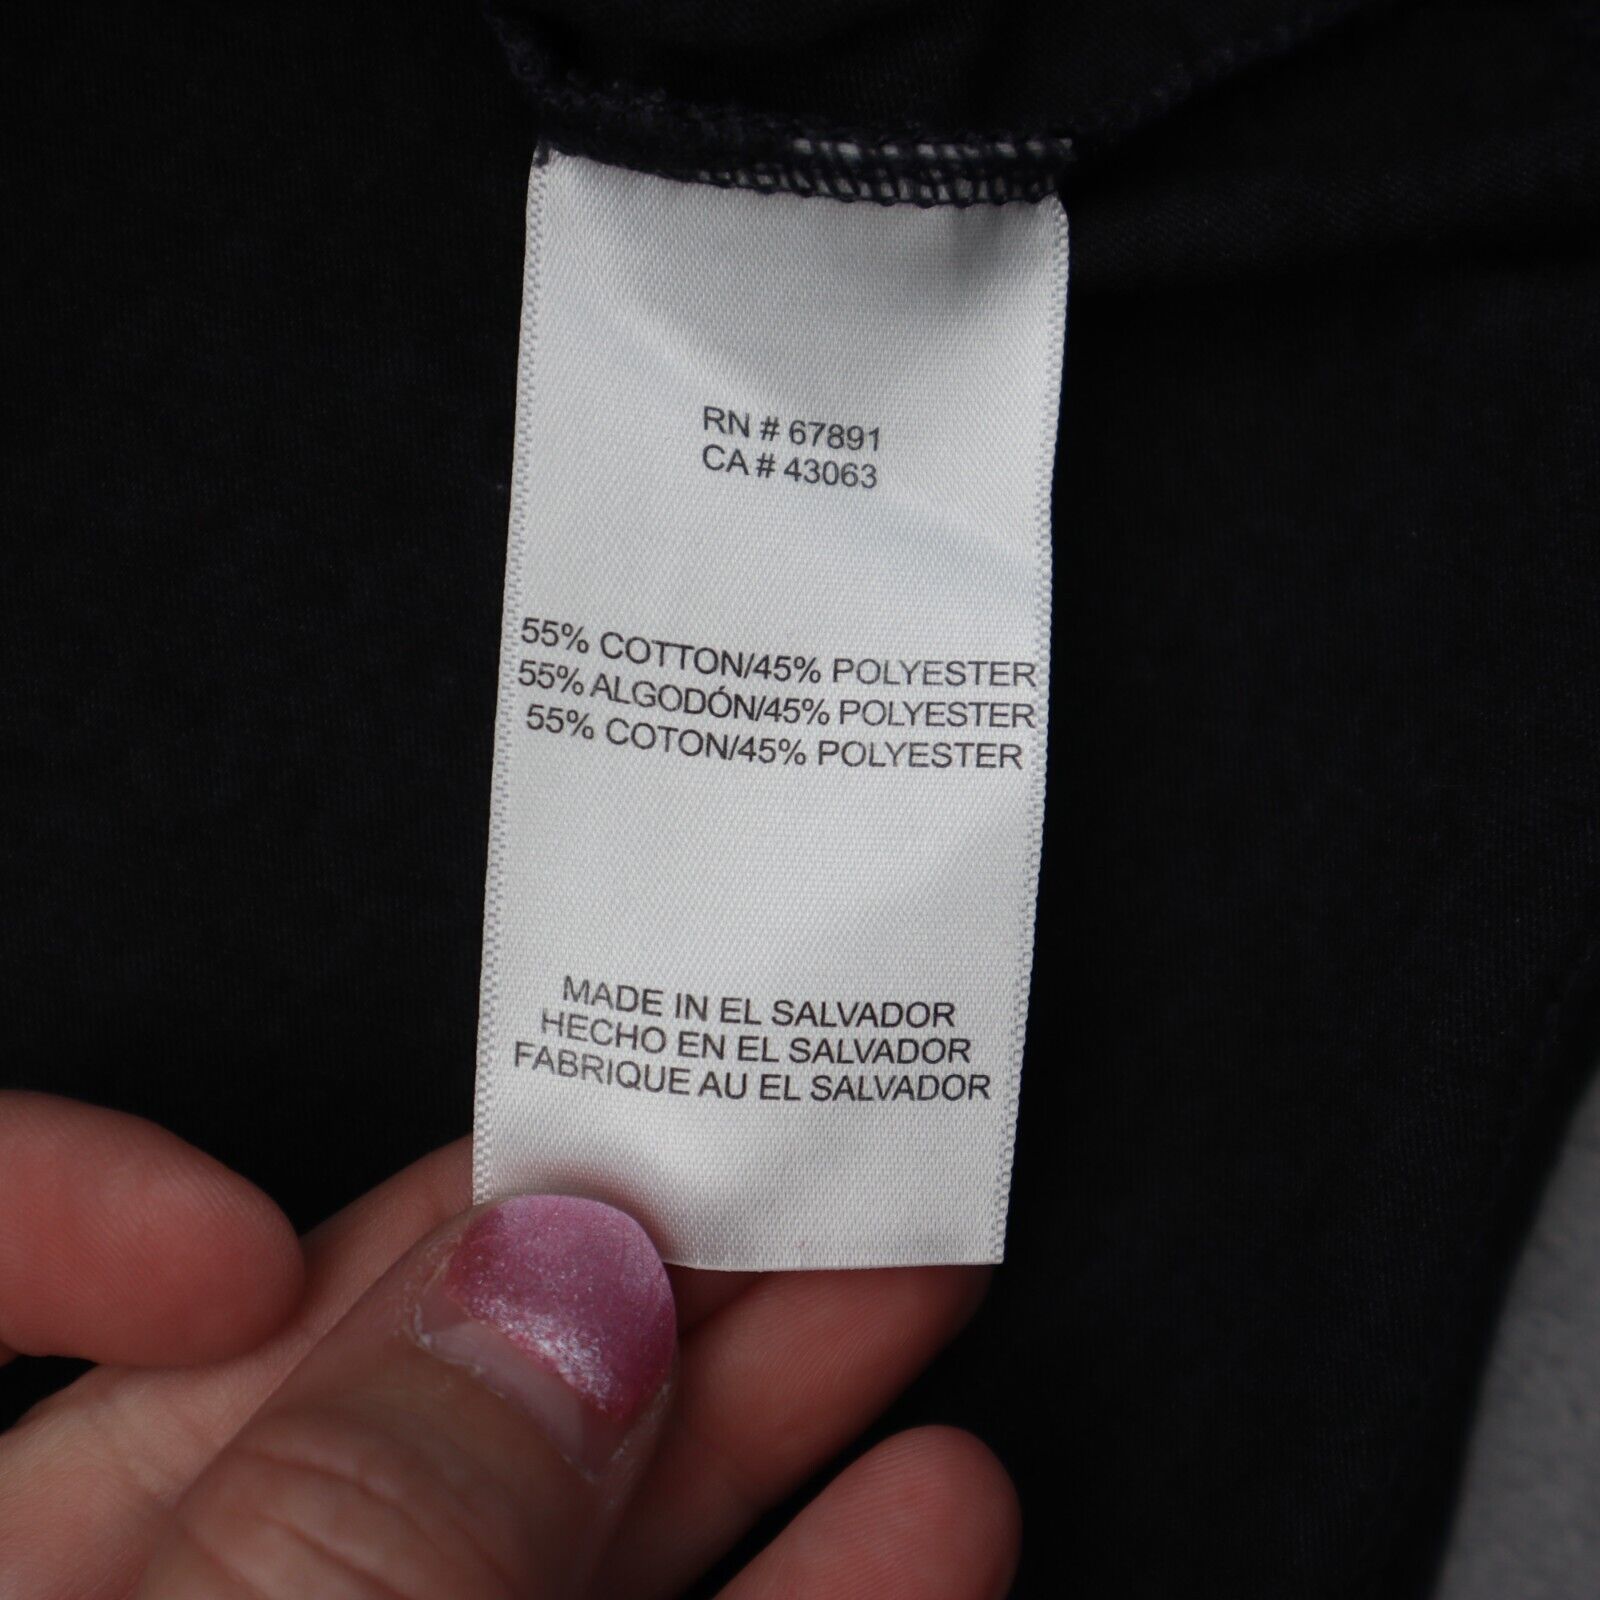 RN # 67891
CA # 43063
55% COTTON/45% POLYESTER
55% ALGODÓN/45% POLYESTER
55% COTON/45% POLYESTER
MADE IN EL SALVADOR
HECHO EN EL SALVADOR
FABRIQUE AU EL SALVADOR